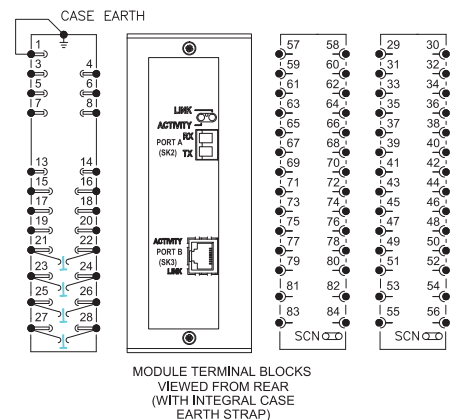 CASE EARTH
1
3 4
5 6
7 8
13 14
15 16
17 18
19 20
21 22
23 24
25 26
27 28
LINK
ACTIVITY
RX
PORT A
(SK2) TX
ACTIVITY
PORT B
(SK3)
LINK
57 58
59 60
61 62
63 64
65 66
67 68
69 70
71 72
73 74
75 76
77 78
79 80
81 82
83 84
SCN
29 30
31 32
33 34
35 36
37 38
39 40
41 42
43 44
45 46
47 48
49 50
51 52
53 54
55 56
SCN
MODULE TERMINAL BLOCKS
VIEWED FROM REAR
(WITH INTEGRAL CASE
EARTH STRAP)